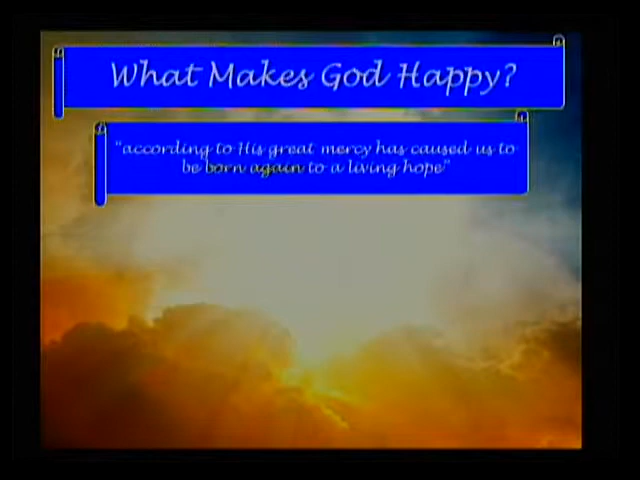 What Makes God Happy?
"according to His great mercy has caused us to
be born again to a living hope"